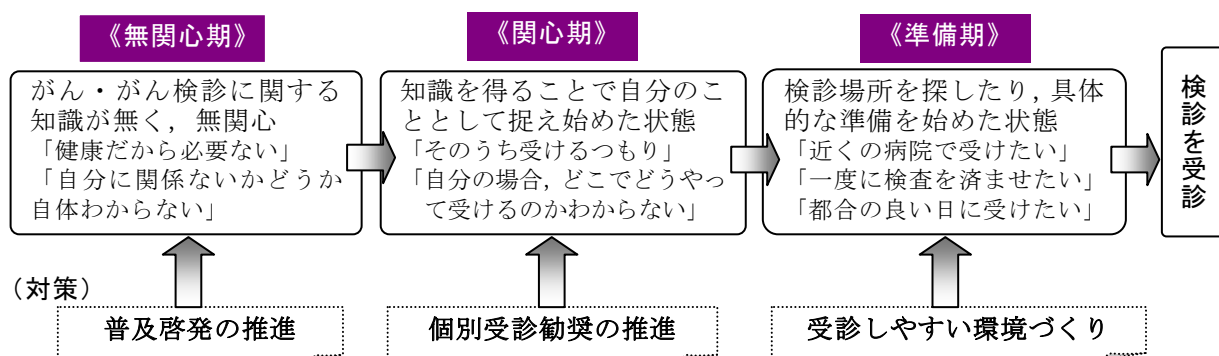 《無関心期》
がん・がん検診に関する
知識が無く，無関心
「健康だから必要ない」
「自分に関係ないかどうか
自体わからない」
《関心期》
知識を得ることで自分のこ
ととして捉え始めた状態
「そのうち受けるつもり」
「自分の場合，どこでどうやっ
て受けるのかわからない」
《準備期》
検診場所を探したり，具体
的な準備を始めた状態
「近くの病院で受けたい」
「一度に検査を済ませたい」
「都合の良い日に受けたい」
検診を受診
（対策）
普及啓発の推進
個別受診勧奨の推進
受診しやすい環境づくり